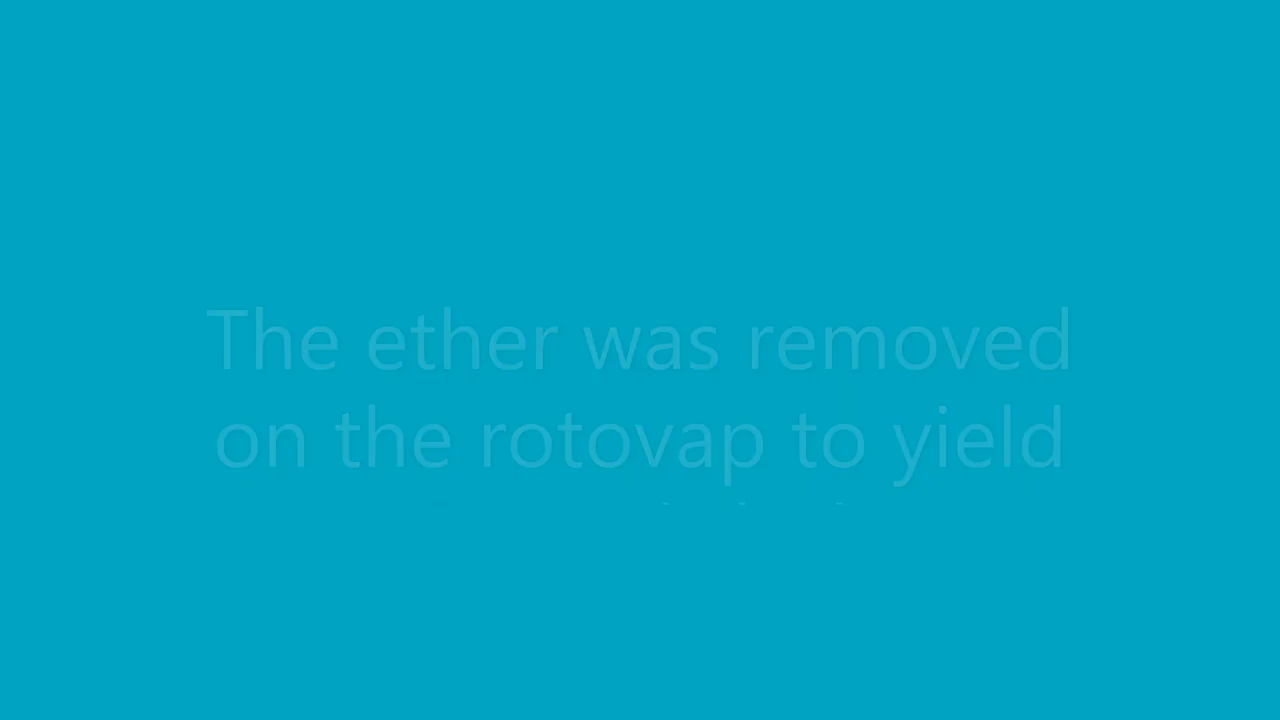 The ether was removed
on the rotovap to yield